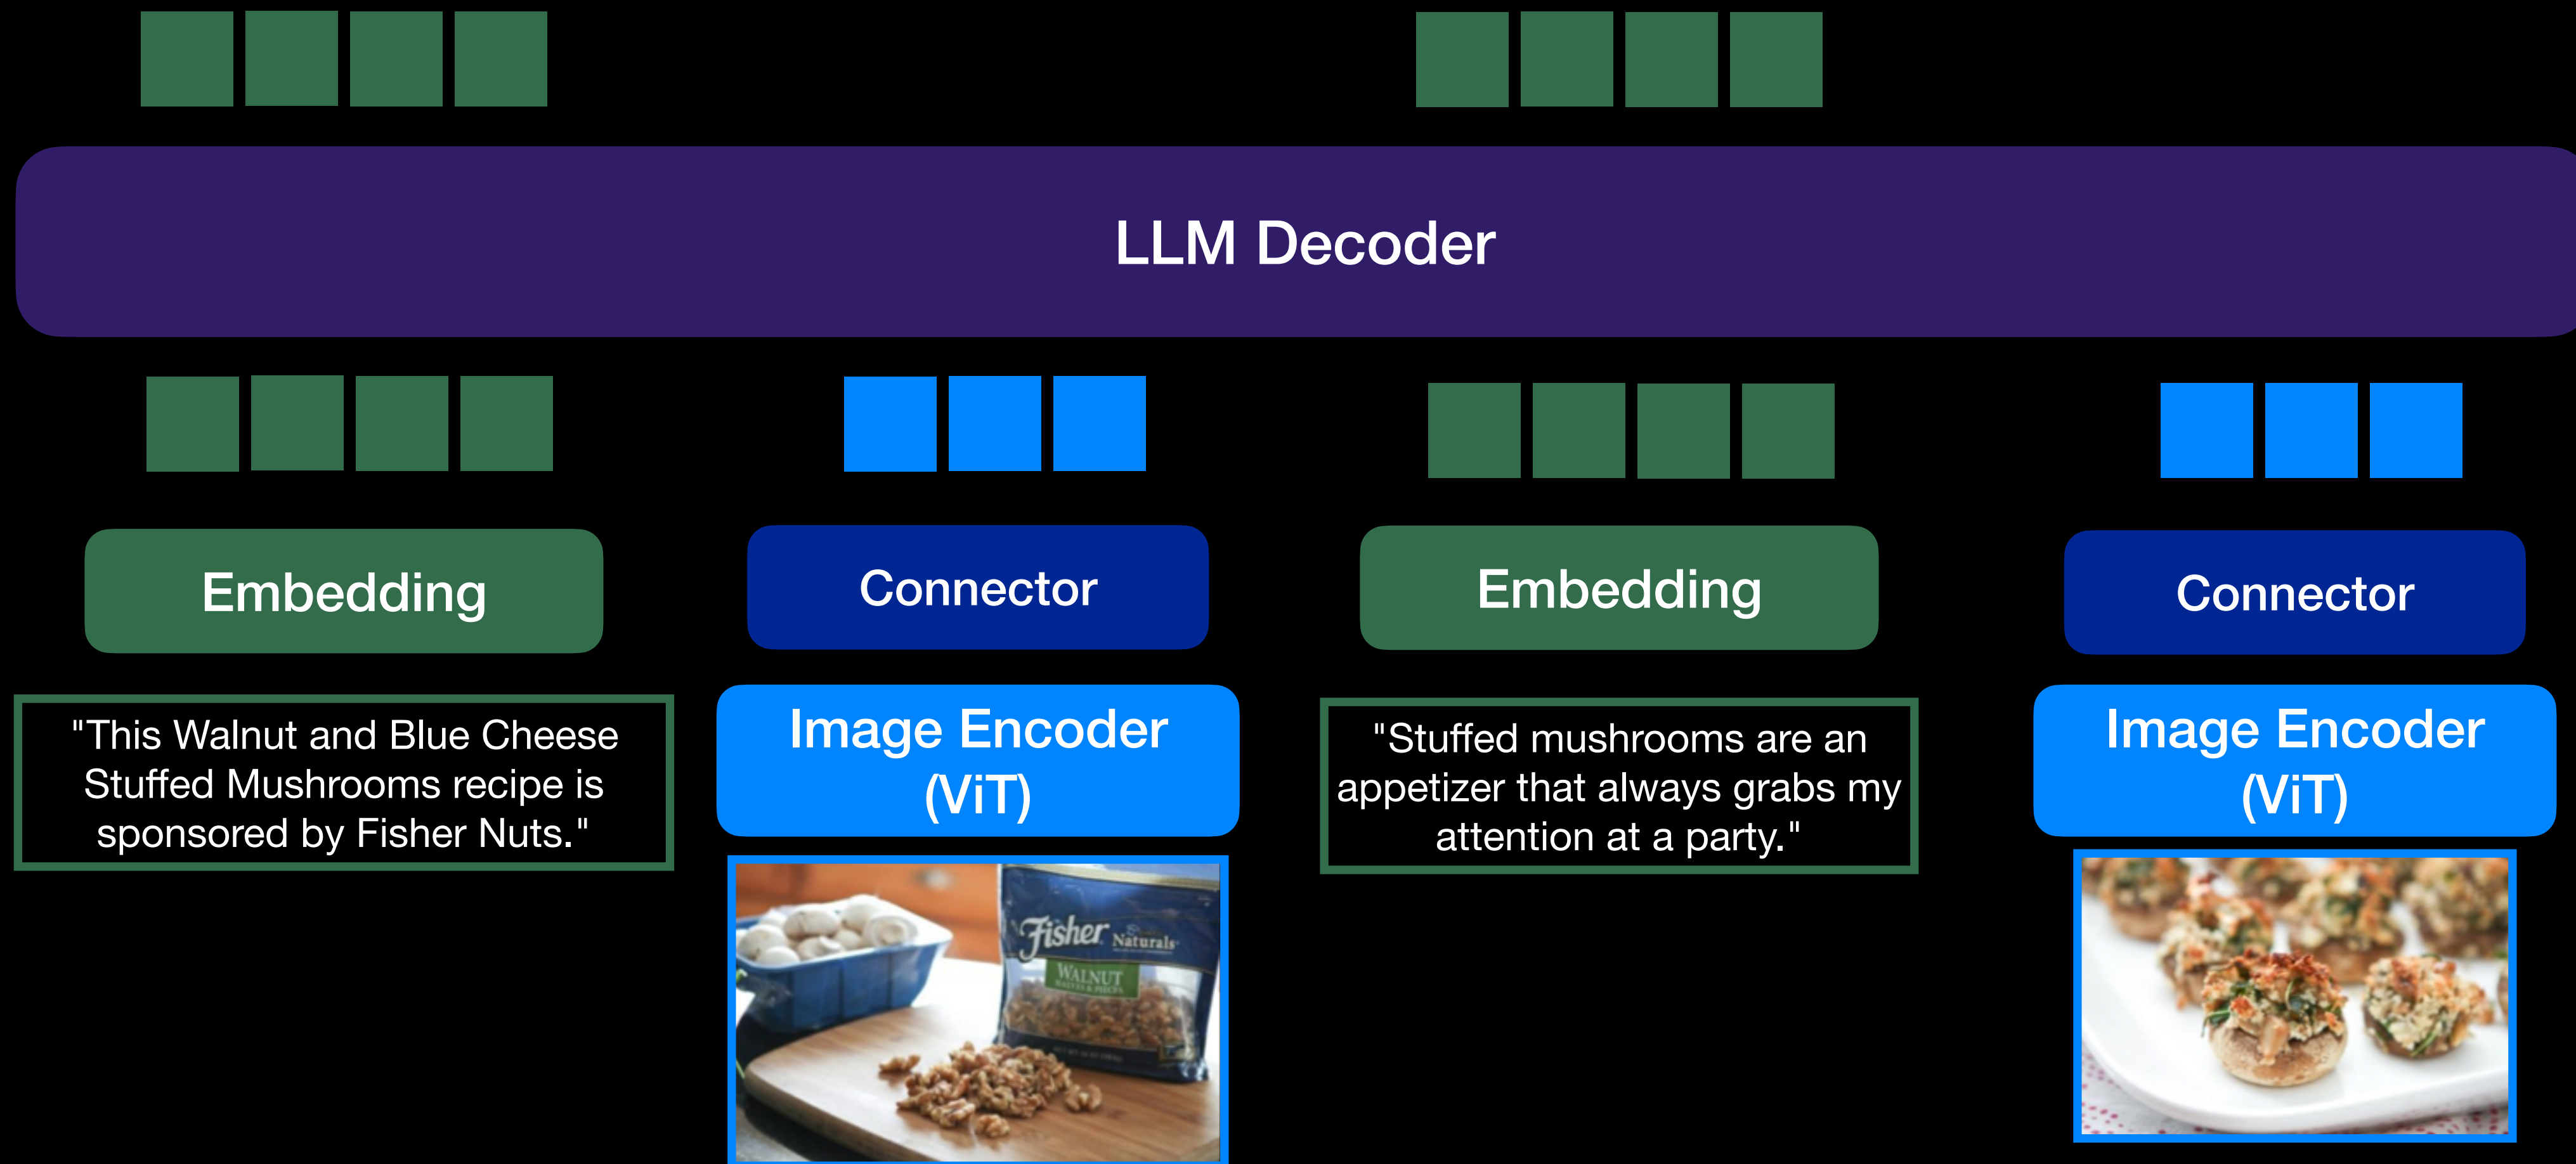 LLM Decoder
Embedding
Connector
Embedding
Connector
"This Walnut and Blue Cheese
Stuffed Mushrooms recipe is
sponsored by Fisher Nuts."
Image Encoder
(ViT)
"Stuffed mushrooms are an
appetizer that always grabs my
attention at a party."
Image Encoder
(ViT)
Fisher Naturals
WALNUT
HALVES & PIECES